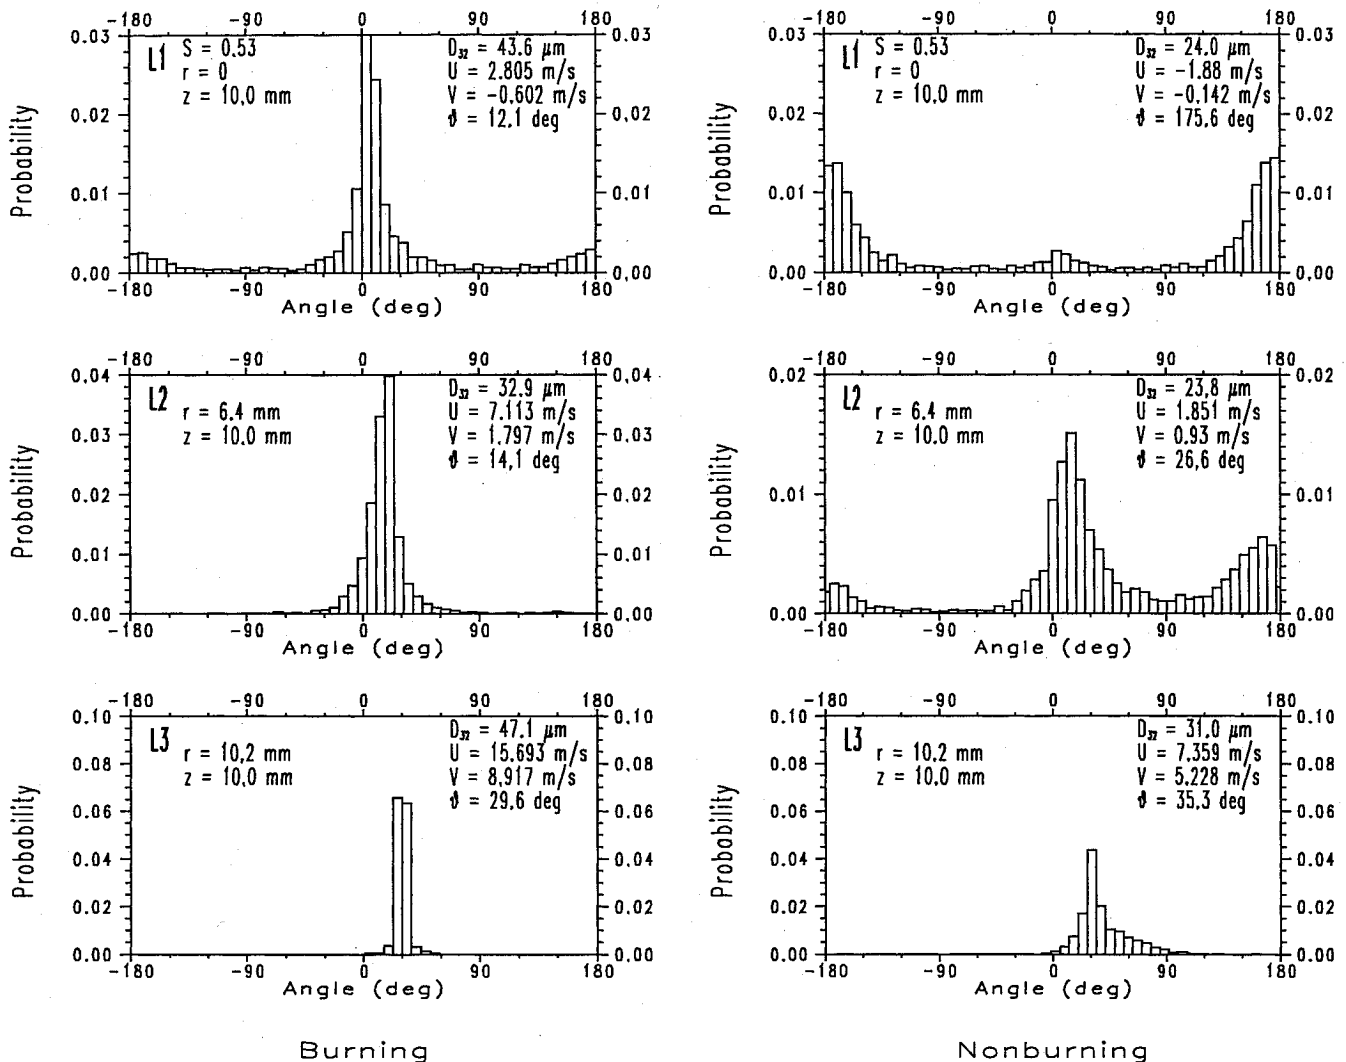 -180 -90 0 90 180
L1 S = 0.53
r = 0
z = 10.0 mm
D32 = 43.6 μm
U = 2.805 m/s
V = -0.602 m/s
ϑ = 12.1 deg
0.03 0.03
0.02 0.02
0.01 0.01
0.00 0.00
Probability
-180 -90 0 90 180
Angle (deg)
-180 -90 0 90 180
L1 S = 0.53
r = 0
z = 10.0 mm
D32 = 24.0 μm
U = -1.88 m/s
V = -0.142 m/s
ϑ = 175.6 deg
0.03 0.03
0.02 0.02
0.01 0.01
0.00 0.00
Probability
-180 -90 0 90 180
Angle (deg)
-180 -90 0 90 180
L2
r = 6.4 mm
z = 10.0 mm
D32 = 32.9 μm
U = 7.113 m/s
V = 1.797 m/s
ϑ = 14.1 deg
0.04 0.04
0.03 0.03
0.02 0.02
0.01 0.01
0.00 0.00
Probability
-180 -90 0 90 180
Angle (deg)
-180 -90 0 90 180
L2
r = 6.4 mm
z = 10.0 mm
D32 = 23.8 μm
U = 1.851 m/s
V = 0.93 m/s
ϑ = 26.6 deg
0.02 0.02
0.01 0.01
0.00 0.00
Probability
-180 -90 0 90 180
Angle (deg)
-180 -90 0 90 180
L3
r = 10.2 mm
z = 10.0 mm
D32 = 47.1 μm
U = 15.693 m/s
V = 8.917 m/s
ϑ = 29.6 deg
0.10 0.10
0.08 0.08
0.06 0.06
0.04 0.04
0.02 0.02
0.00 0.00
Probability
-180 -90 0 90 180
Angle (deg)
-180 -90 0 90 180
L3
r = 10.2 mm
z = 10.0 mm
D32 = 31.0 μm
U = 7.359 m/s
V = 5.228 m/s
ϑ = 35.3 deg
0.10 0.10
0.08 0.08
0.06 0.06
0.04 0.04
0.02 0.02
0.00 0.00
Probability
-180 -90 0 90 180
Angle (deg)
Burning
Nonburning